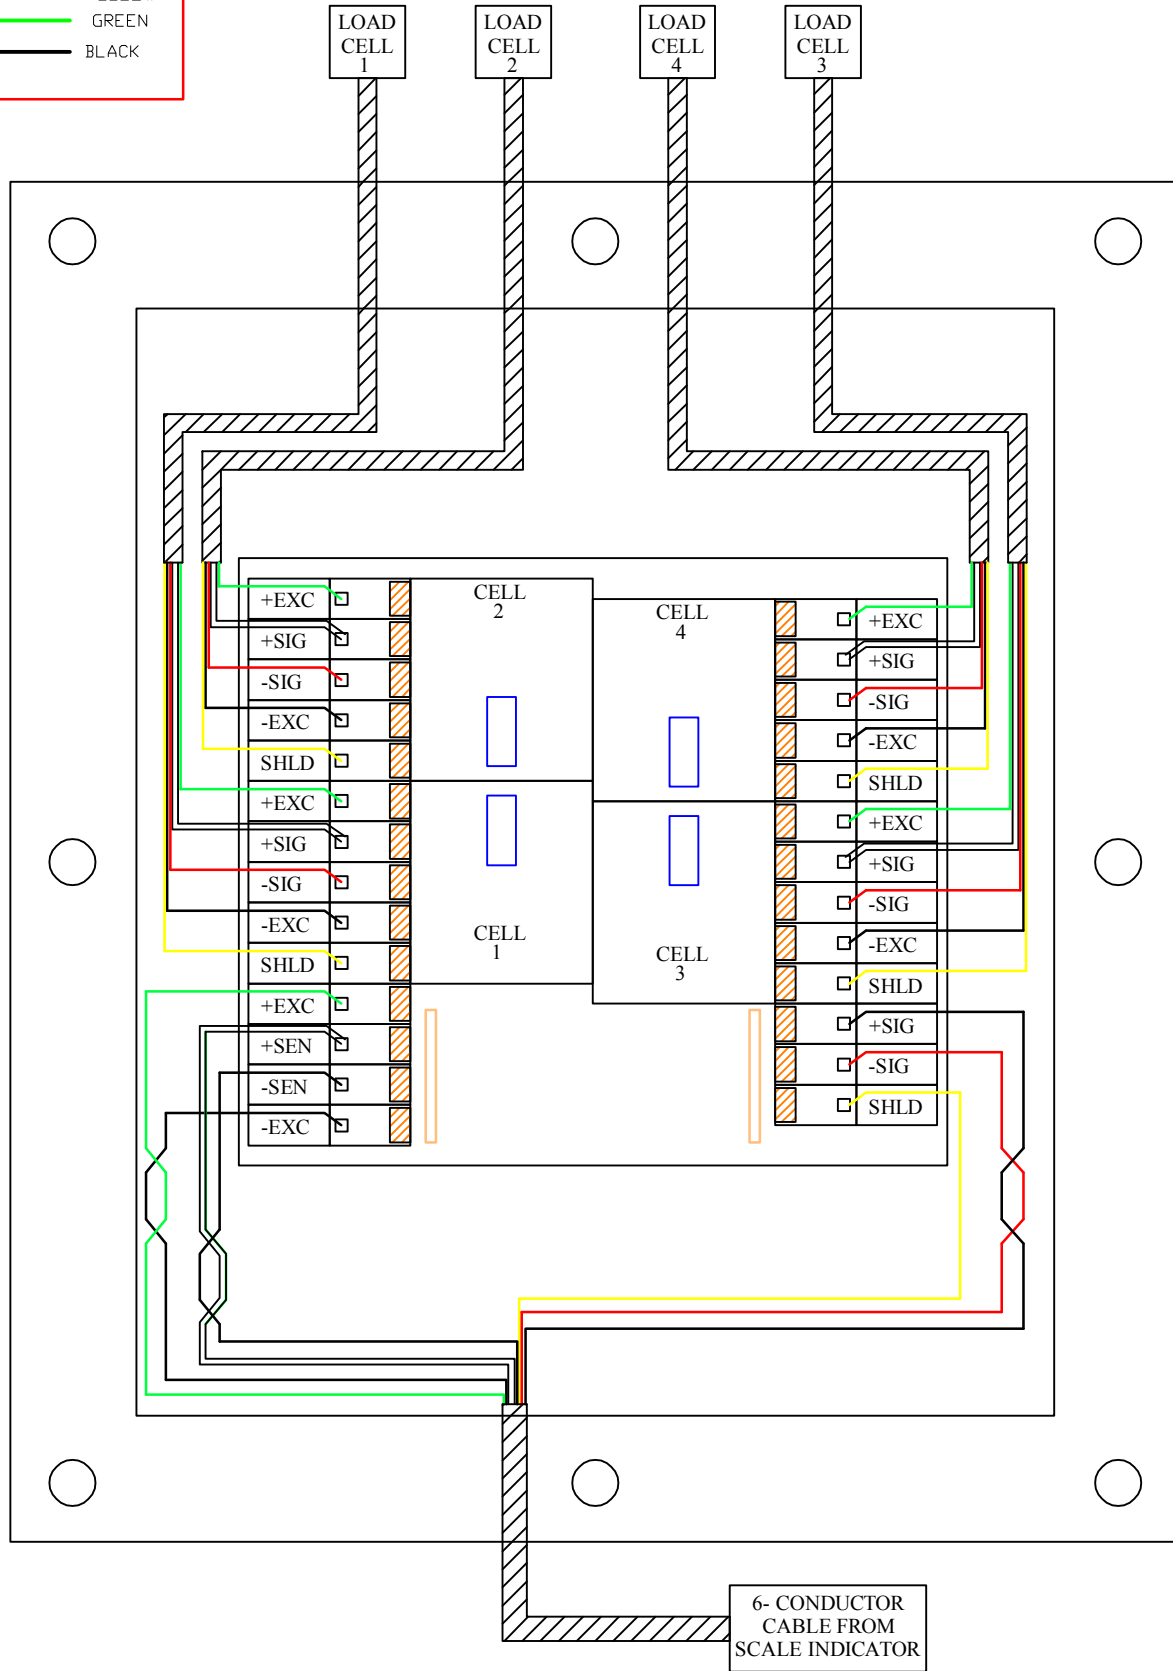 GREEN
BLACK
LOAD
CELL
1
LOAD
CELL
2
LOAD
CELL
4
LOAD
CELL
3
+EXC
+SIG
-SIG
-EXC
SHLD
+EXC
+SIG
-SIG
-EXC
SHLD
+EXC
+SEN
-SEN
-EXC
CELL
2
CELL
1
CELL
4
CELL
3
+EXC
+SIG
-SIG
-EXC
SHLD
+EXC
+SIG
-SIG
-EXC
SHLD
+SIG
-SIG
SHLD
6- CONDUCTOR
CABLE FROM
SCALE INDICATOR